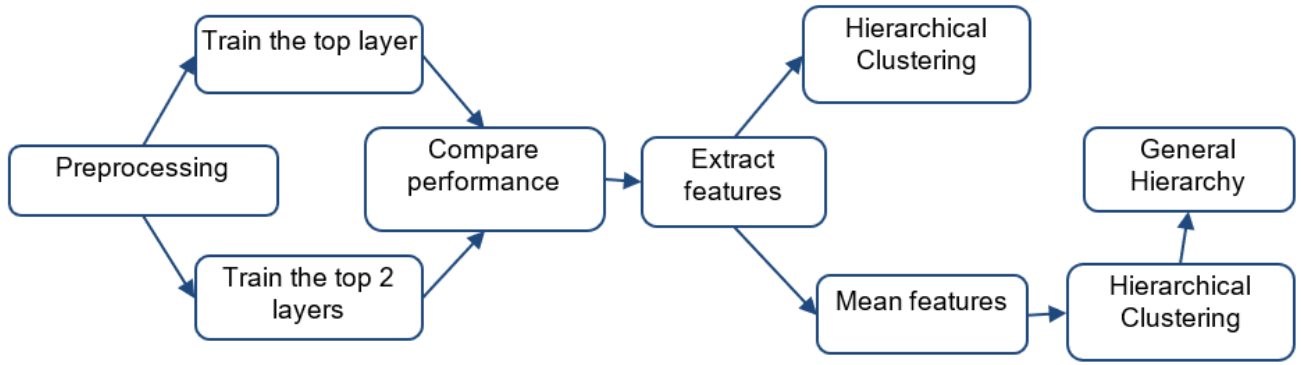 Preprocessing
Train the top layer
Train the top 2
layers
Compare
performance
Extract
features
Hierarchical
Clustering
Mean features
Hierarchical
Clustering
General
Hierarchy